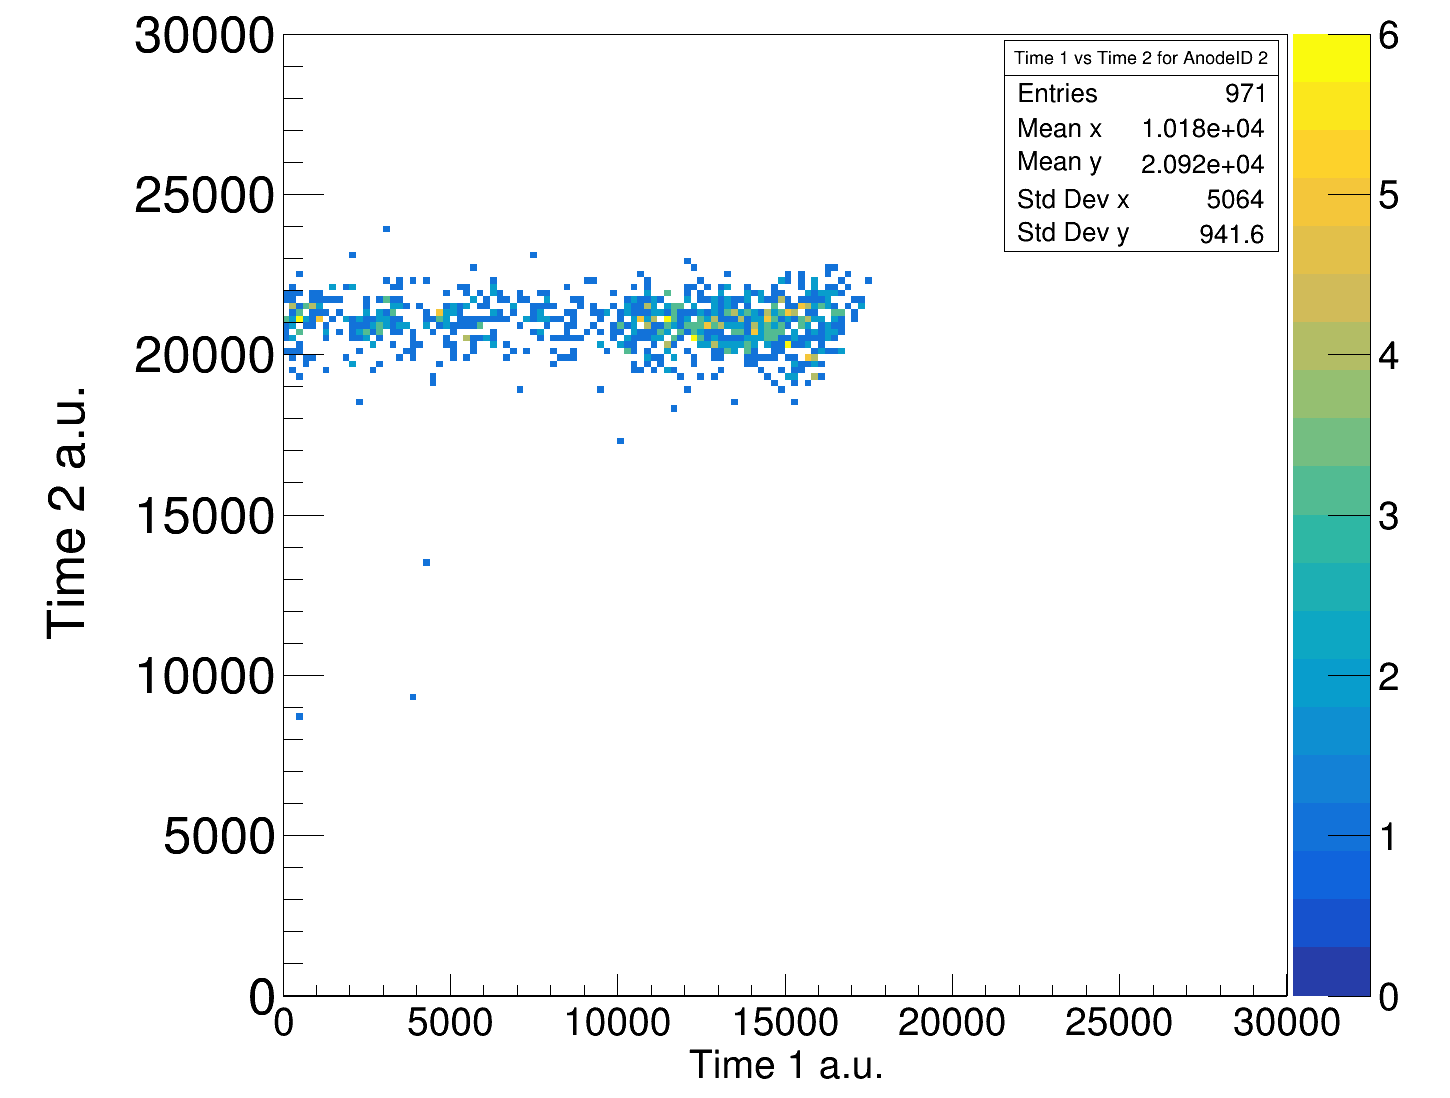 Time 1 vs Time 2 for AnodeID 2
Entries 971
Mean x 1.018e+04
Mean y 2.092e+04
Std Dev x 5064
Std Dev y 941.6
30000
25000
20000
15000
10000
5000
0
Time 2 a.u.
0 5000 10000 15000 20000 25000 30000
Time 1 a.u.
6
5
4
3
2
1
0